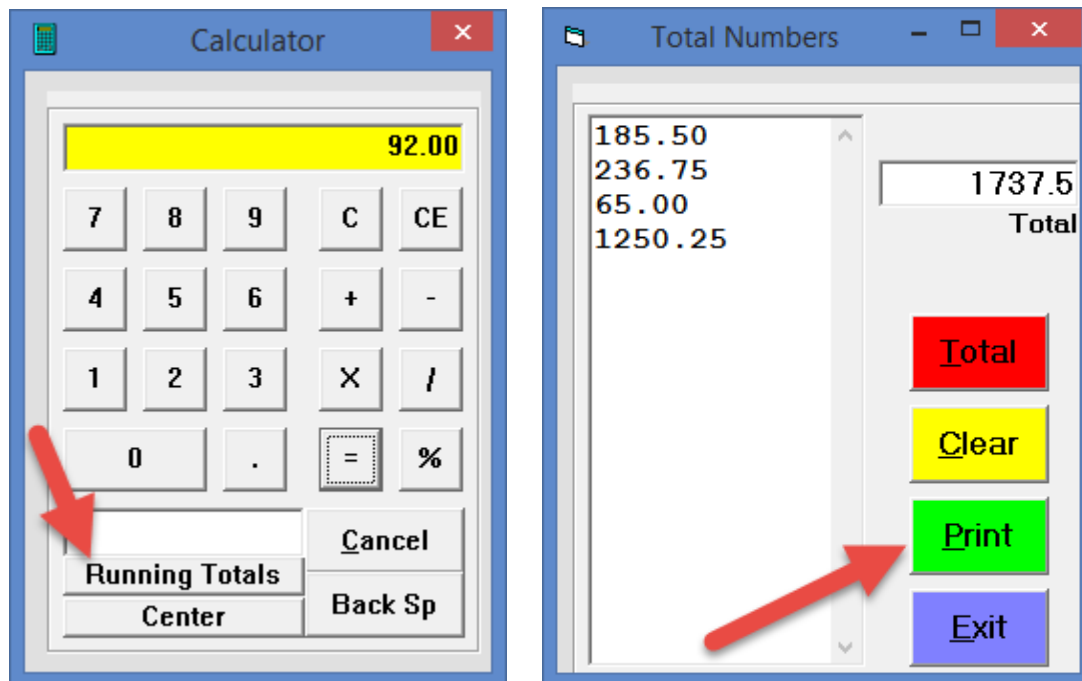 Calculator
92.00
7 8 9 C CE
4 5 6 + -
1 2 3 X /
0 . = %
Cancel
Running Totals
Center
Back Sp
Total Numbers
185.50
236.75
65.00
1250.25
1737.5
Total
Total
Clear
Print
Exit